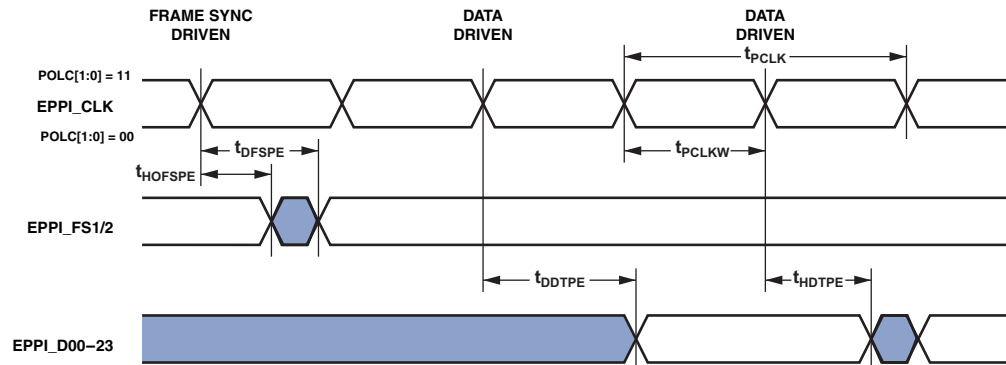 FRAME SYNC
DRIVEN
DATA
DRIVEN
DATA
DRIVEN
tPCLK
POLC[1:0] = 11
EPPI_CLK
POLC[1:0] = 00
tDFSPE
tPCLKW
tHOFSPE
EPPI_FS1/2
tDDTPE
tHDTPE
EPPI_D00–23